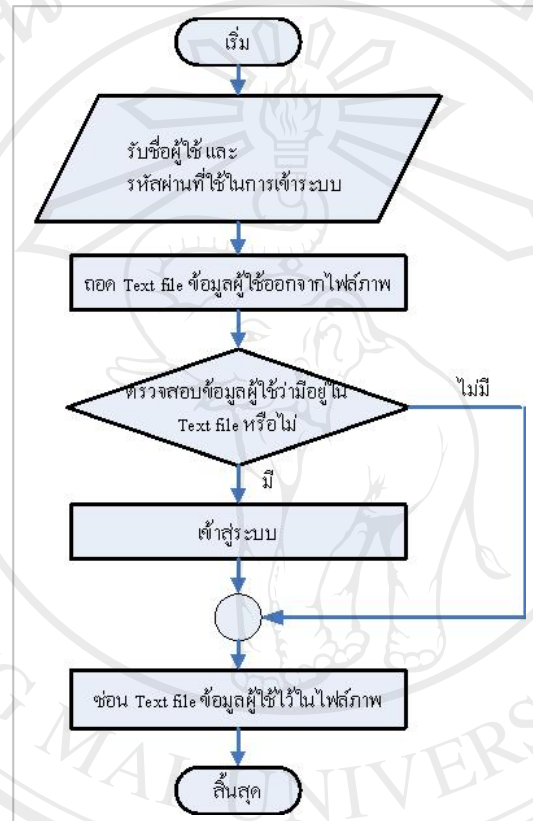 เริ่ม
รับชื่อผู้ใช้ และ
รหัสผ่านที่ใช้ในการเข้าระบบ
ถอด Text file ข้อมูลผู้ใช้ออกจากไฟล์ภาพ
ตรวจสอบข้อมูลผู้ใช้ว่ามีอยู่ใน
Text file หรือไม่
ไม่มี
มี
เข้าสู่ระบบ
ซ่อน Text file ข้อมูลผู้ใช้ไว้ในไฟล์ภาพ
สิ้นสุด